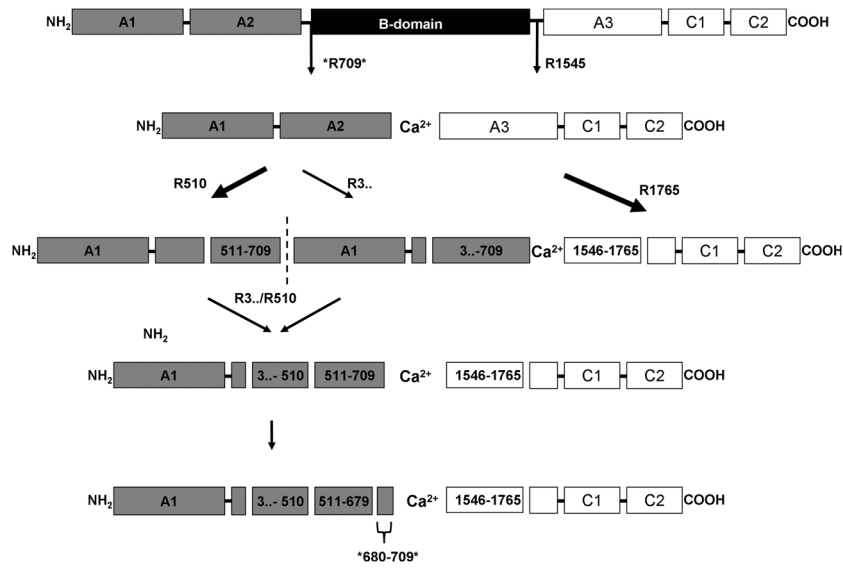 NH₂ A1 A2 B-domain A3 C1 C2 COOH
*R709* R1545
NH₂ A1 A2 Ca²⁺ A3 C1 C2 COOH
R510 R3.. R1765
NH₂ A1 511-709 A1 3..-709 Ca²⁺ 1546-1765 C1 C2 COOH
R3../R510
NH₂
NH₂ A1 3..- 510 511-709 Ca²⁺ 1546-1765 C1 C2 COOH
NH₂ A1 3..- 510 511-679 Ca²⁺ 1546-1765 C1 C2 COOH
*680-709*